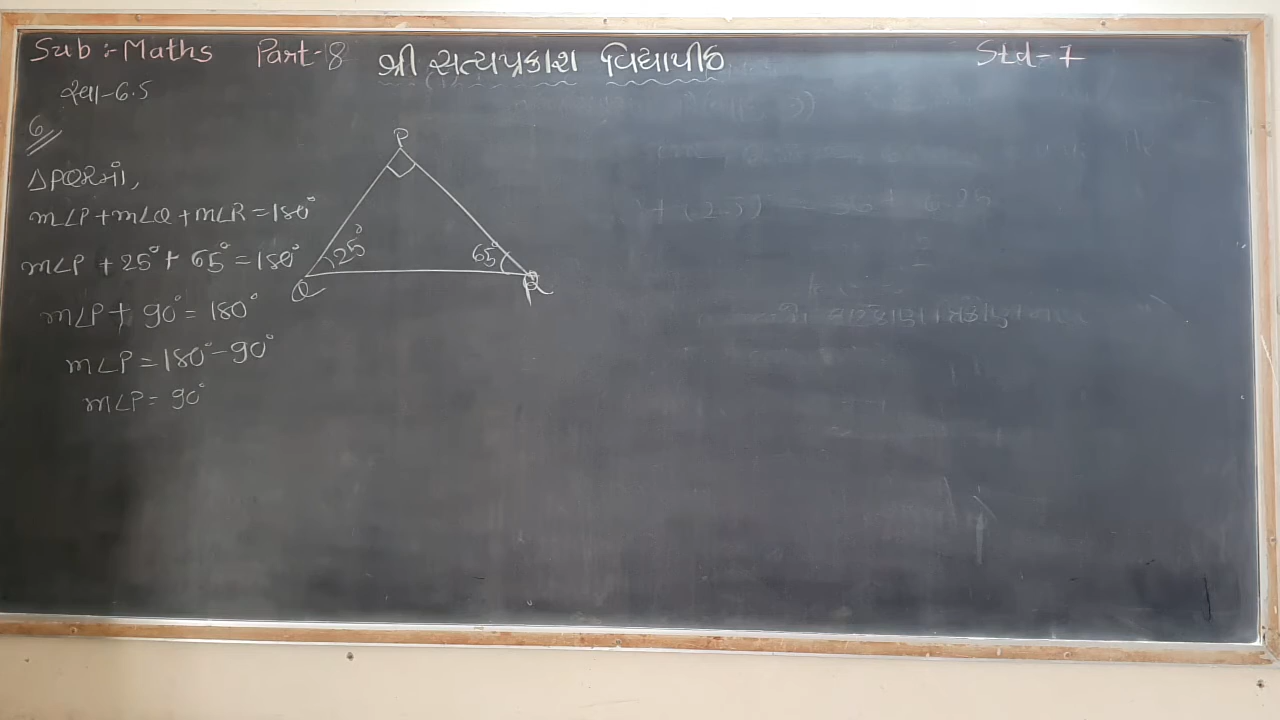 Sub :- Maths Part-8 શ્રી સત્યપ્રકાશ વિદ્યાપીઠ Std-7
સ્વા-6.5
6
△PQRમાં,
m∠P+m∠Q+m∠R=180°
m∠P+25°+65°=180°
m∠P+90°=180°
m∠P=180°-90°
m∠P=90°
P
25°
65°
Q
R